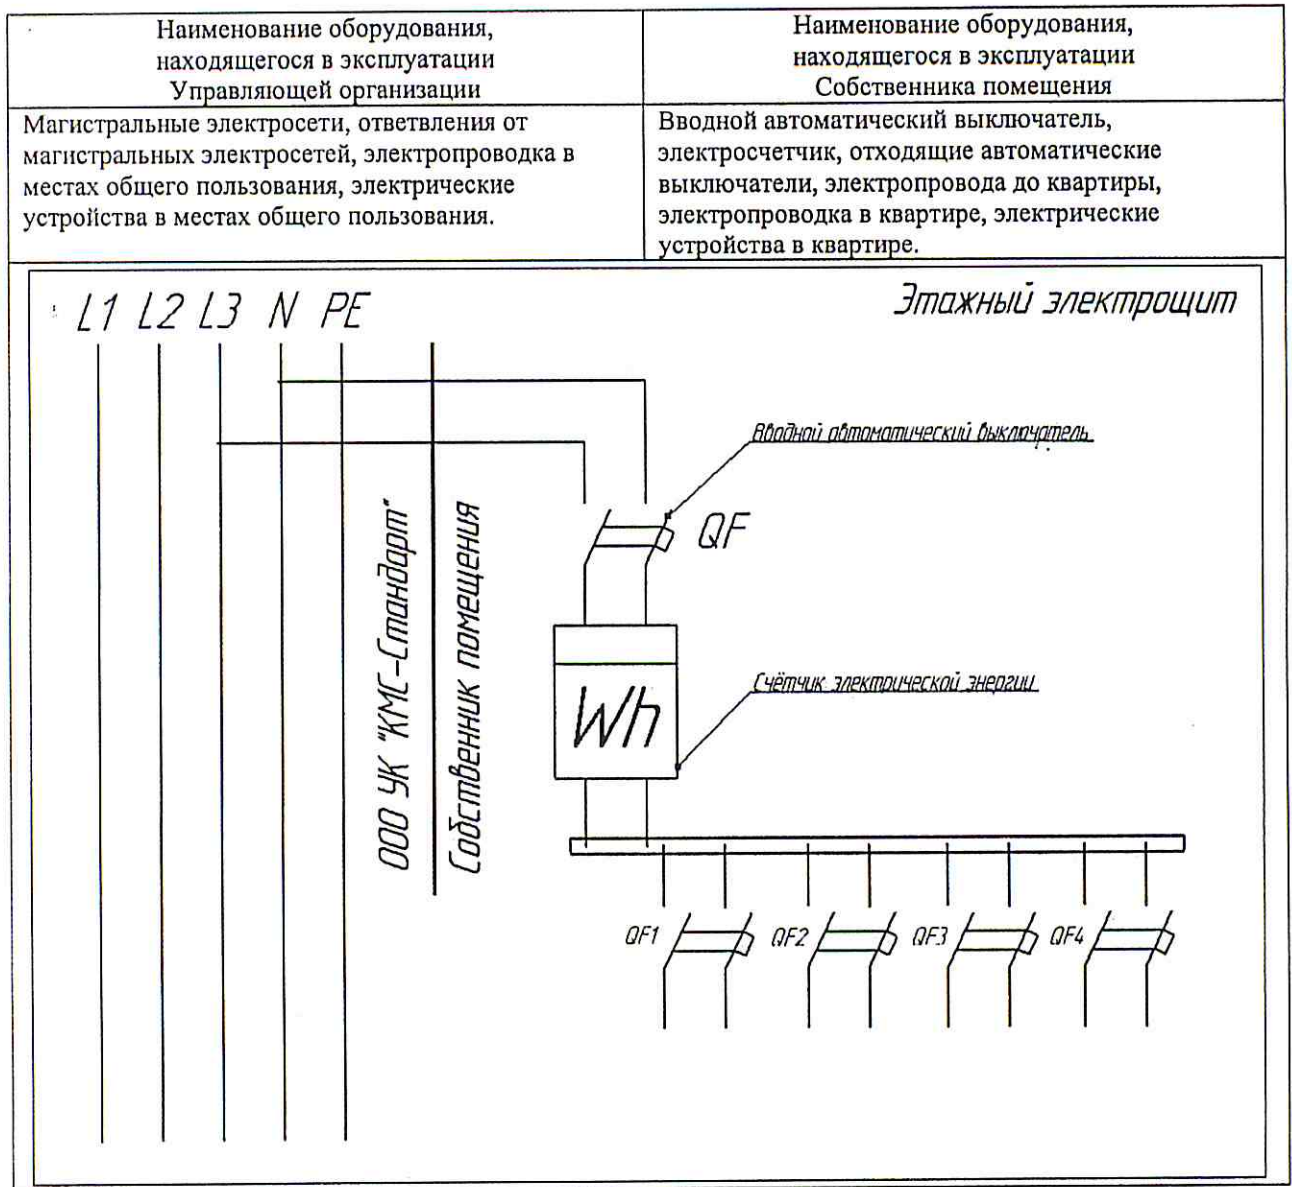 Наименование оборудования,
находящегося в эксплуатации
Управляющей организации
Наименование оборудования,
находящегося в эксплуатации
Собственника помещения
Магистральные электросети, ответвления от
магистральных электросетей, электропроводка в
местах общего пользования, электрические
устройства в местах общего пользования.
Вводной автоматический выключатель,
электросчетчик, отходящие автоматические
выключатели, электропровода до квартиры,
электропроводка в квартире, электрические
устройства в квартире.
L1 L2 L3 N PE
Этажный электрощит
Вводной автоматический выключатель
QF
ООО УК "КМС-Стандарт"
Собственник помещения
Счётчик электрической энергии
Wh
QF1 QF2 QF3 QF4